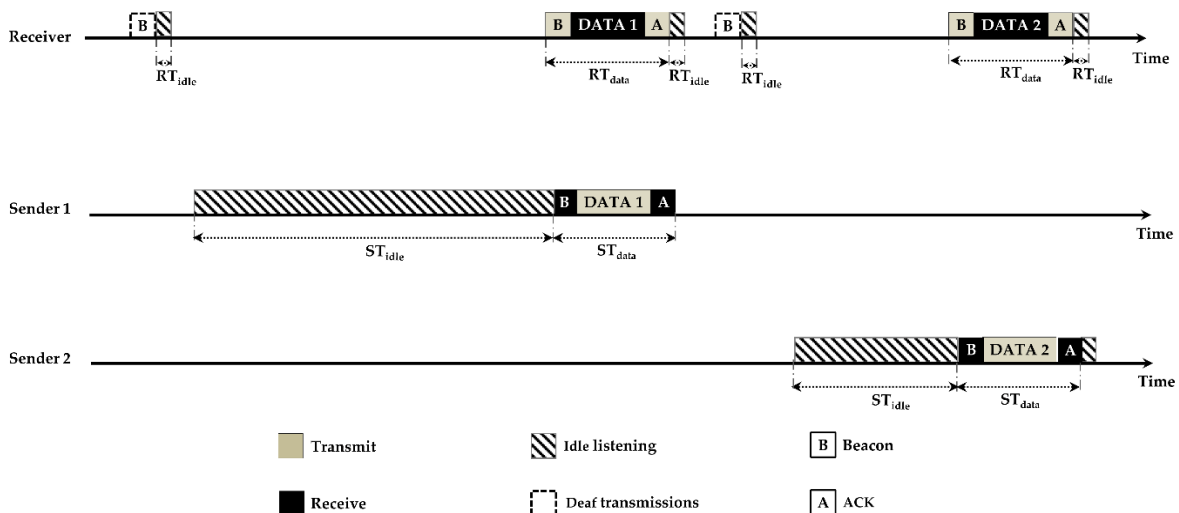 B B DATA 1 A B B DATA 2 A
Receiver
Time
RTidle RTdata RTidle RTidle RTdata RTidle
B DATA 1 A
Sender 1
Time
STidle STdata
B DATA 2 A
Sender 2
Time
STidle STdata
Transmit Idle listening B Beacon
Receive Deaf transmissions A ACK